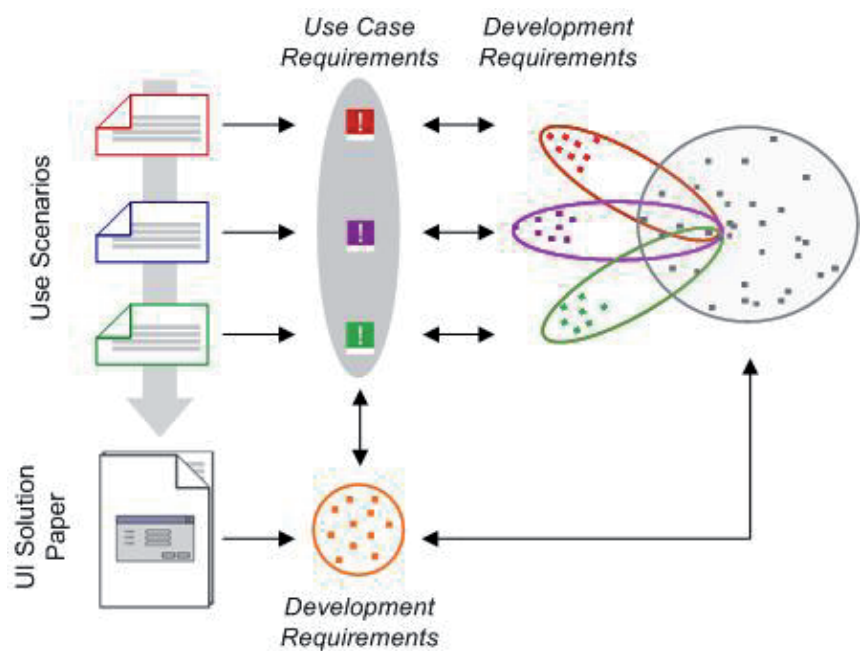 Use Case
Requirements
Development
Requirements
Use Scenarios
!
!
!
UI Solution
Paper
Development
Requirements